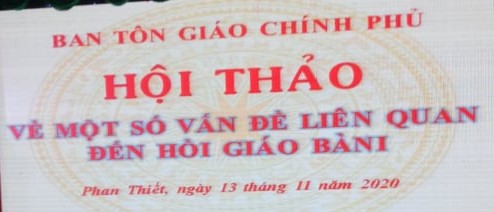 BAN TÔN GIÁO CHÍNH PHỦ
HỘI THẢO
VỀ MỘT SỐ VẤN ĐỀ LIÊN QUAN
ĐẾN HỒI GIÁO BÀNI
Phan Thiết, ngày 13 tháng 11 năm 2020